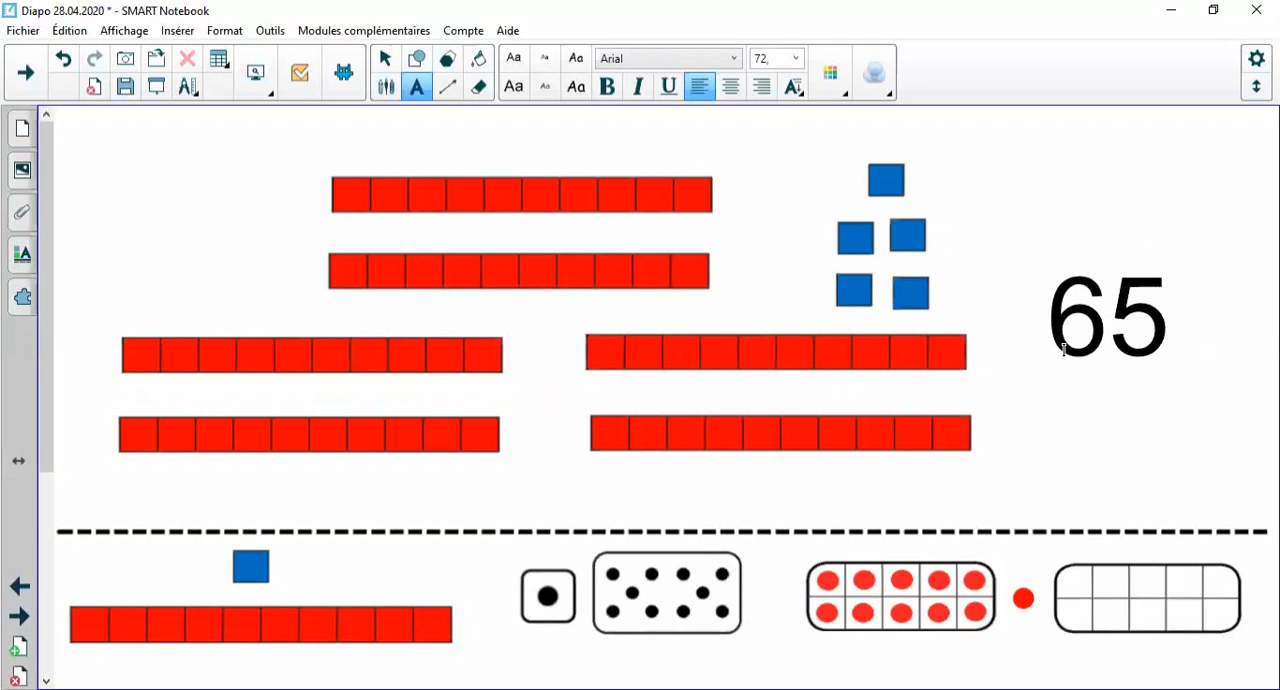 Diapo 28.04.2020 * - SMART Notebook
Fichier Édition Affichage Insérer Format Outils Modules complémentaires Compte Aide
Aa Aa Aa Arial 72,
A Aa Aa Aa B I U A
65